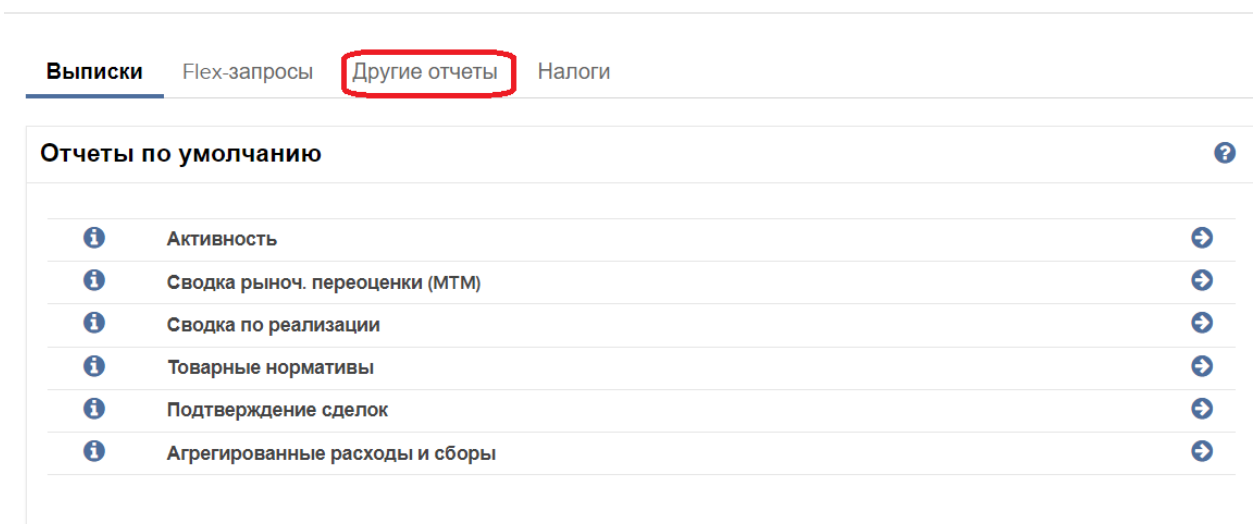 Выписки Flex-запросы Другие отчеты Налоги
Отчеты по умолчанию
Активность
Сводка рыноч. переоценки (MTM)
Сводка по реализации
Товарные нормативы
Подтверждение сделок
Агрегированные расходы и сборы